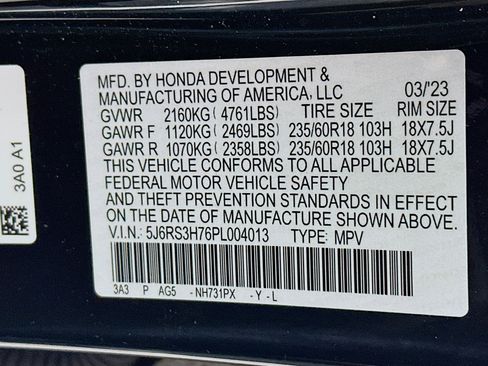 MFD. BY HONDA DEVELOPMENT &
MANUFACTURING OF AMERICA, LLC 03/'23
GVWR 2160KG ( 4761LBS) TIRE SIZE RIM SIZE
GAWR F 1120KG ( 2469LBS) 235/60R18 103H 18X7.5J
GAWR R 1070KG ( 2358LBS) 235/60R18 103H 18X7.5J
THIS VEHICLE CONFORMS TO ALL APPLICABLE
FEDERAL MOTOR VEHICLE SAFETY
AND THEFT PREVENTION STANDARDS IN EFFECT
ON THE DATE OF MANUFACTURE SHOWN ABOVE.
V.I.N.: 5J6RS3H76PL004013 TYPE: MPV
3A3 P AG5 -NH731PX -Y-L
3A0 A1